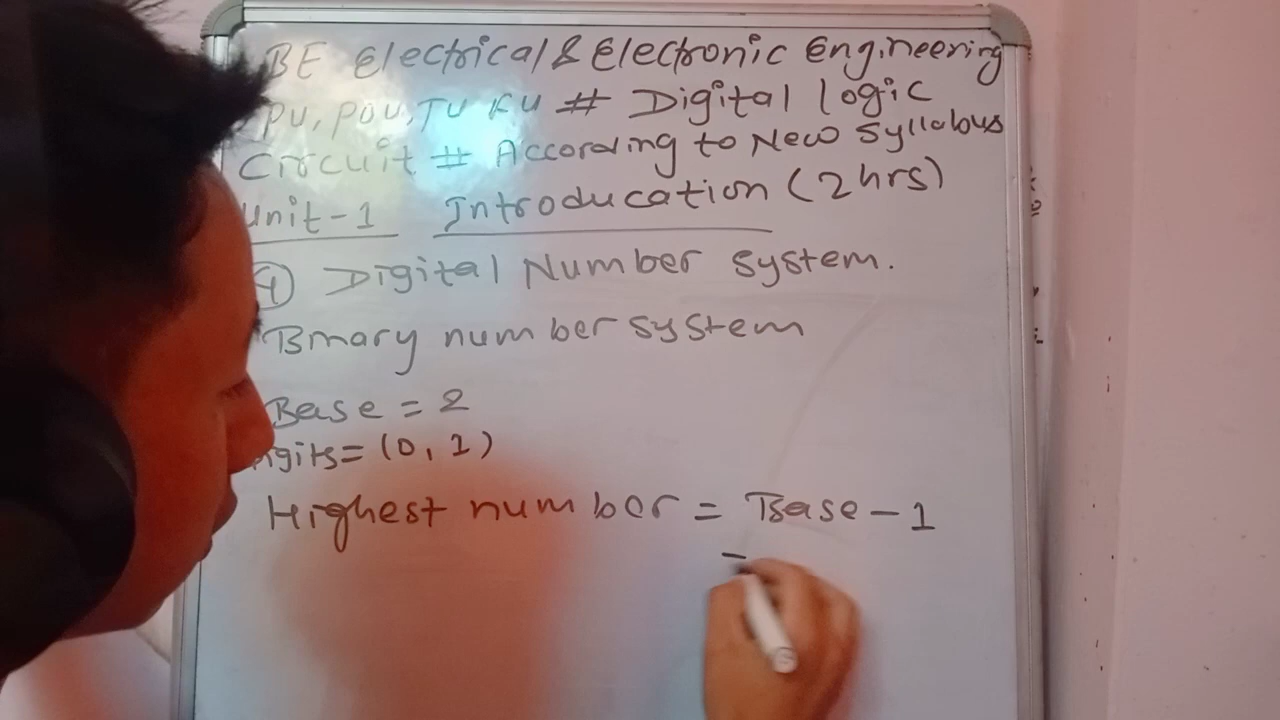 BE Electrical & Electronic Engineering
PU, POU, TU KU # Digital logic
Circuit # According to New Syllabus
Unit-1 Introducation (2hrs)
1 Digital Number system.
Binary number system
Base = 2
igits = (0, 1)
Highest number = Base - 1
=